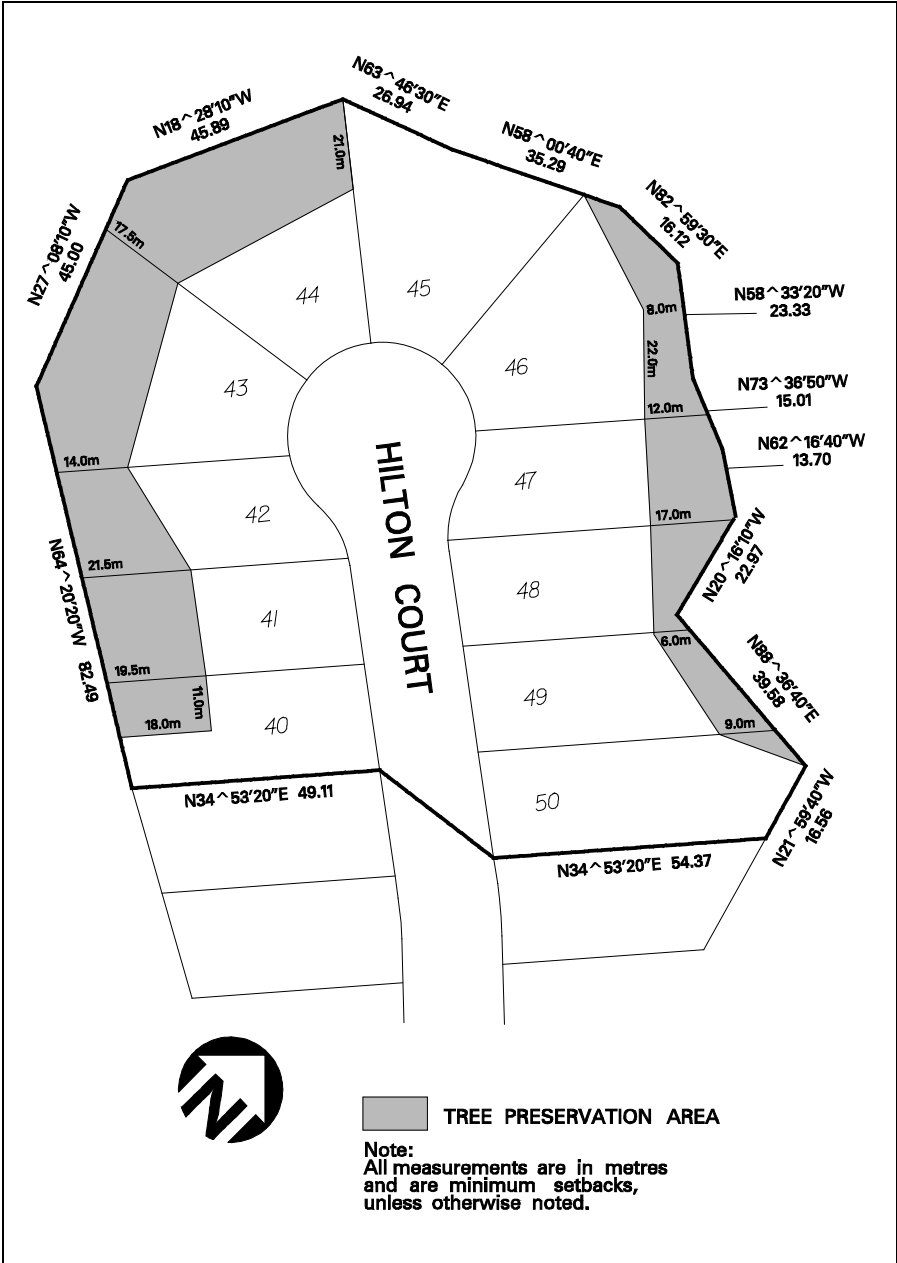 N63^46'30"E
26.94
N18^28'10"W
45.89
N58^00'40"E
35.29
21.0m
N82^59'30"E
16.12
N27^08'10"W
45.00
17.5m
44
45
N58^33'20"W
23.33
8.0m
22.0m
43
46
N73^36'50"W
15.01
12.0m
N62^16'40"W
13.70
14.0m
HILTON COURT
47
42
17.0m
N20^16'10"W
22.97
N64^20'20"W 82.49
21.5m
41
48
6.0m
N88^36'40"E
39.58
19.5m
11.0m
18.0m
40
49
9.0m
N34^53'20"E 49.11
50
N21^59'40"W
16.56
N34^53'20"E 54.37
N
TREE PRESERVATION AREA
Note:
All measurements are in metres
and are minimum setbacks,
unless otherwise noted.